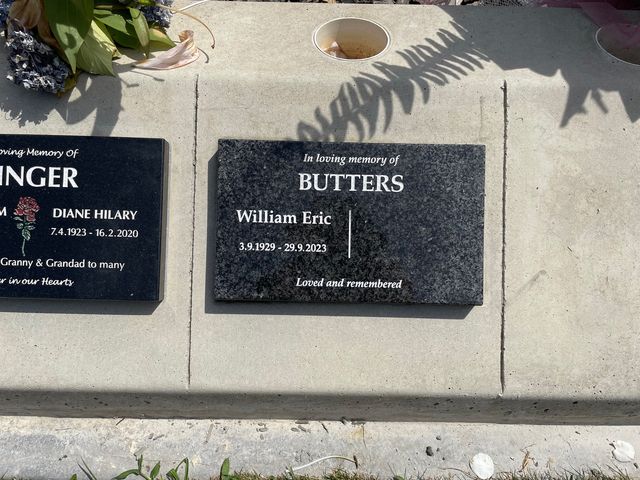 oving Memory Of
INGER
M
DIANE HILARY
7.4.1923 - 16.2.2020
Granny & Grandad to many
r in our Hearts
In loving memory of
BUTTERS
William Eric
3.9.1929 - 29.9.2023
Loved and remembered